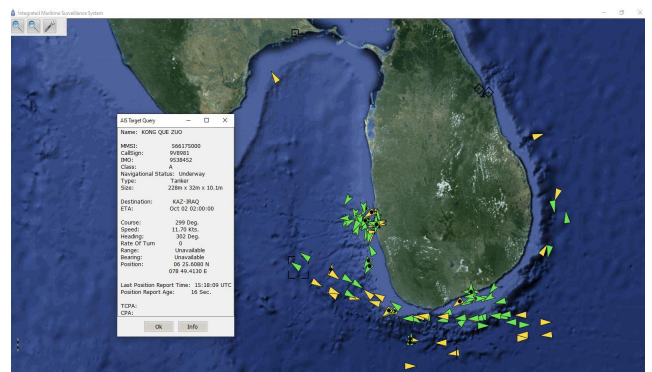 Integrated Maritime Surveillance System
AIS Target Query
Name: KONG QUE ZUO
MMSI: 566175000
CallSign: 9V8981
IMO: 9538452
Class: A
Navigational Status: Underway
Type: Tanker
Size: 228m x 32m x 10.1m
Destination: KAZ-IRAQ
ETA: Oct 02 02:00:00
Course: 299 Deg.
Speed: 11.70 Kts.
Heading: 302 Deg.
Rate Of Turn 0
Range: Unavailable
Bearing: Unavailable
Position: 06 25.6080 N
078 49.4130 E
Last Position Report Time: 15:18:09 UTC
Position Report Age: 16 Sec.
TCPA:
CPA:
Ok Info